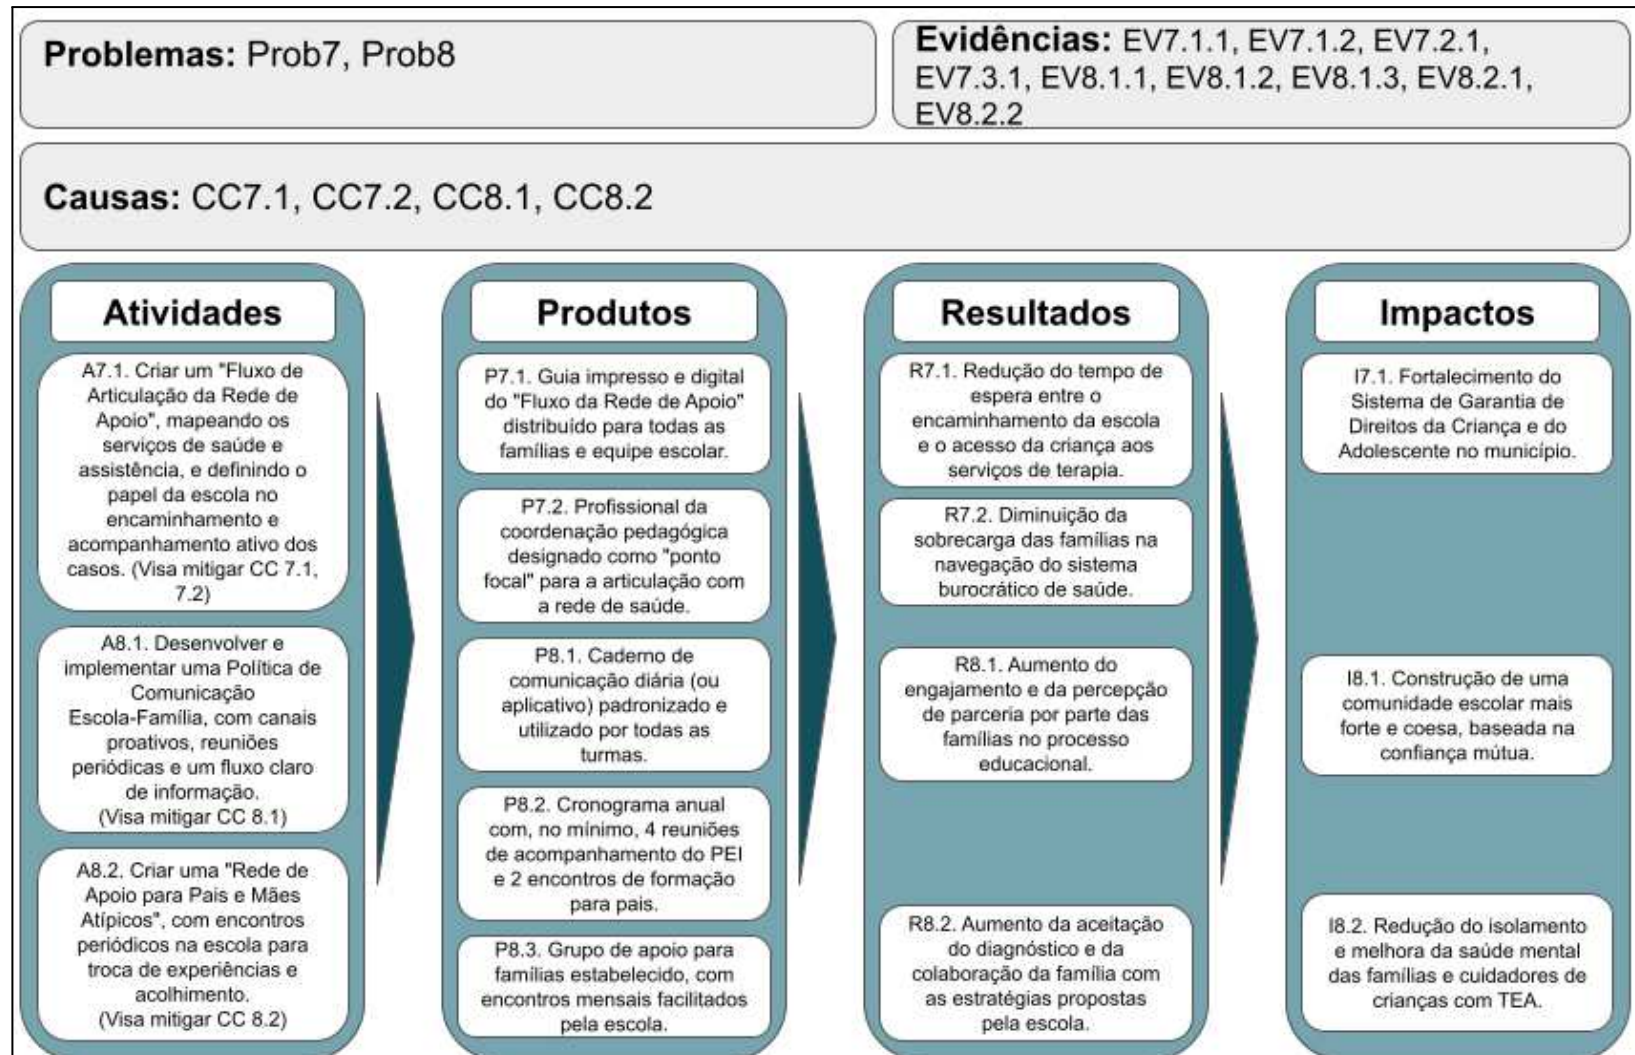 Problemas: Prob7, Prob8
Evidências: EV7.1.1, EV7.1.2, EV7.2.1,
EV7.3.1, EV8.1.1, EV8.1.2, EV8.1.3, EV8.2.1,
EV8.2.2
Causas: CC7.1, CC7.2, CC8.1, CC8.2
Atividades
A7.1. Criar um "Fluxo de
Articulação da Rede de
Apoio", mapeando os
serviços de saúde e
assistência, e definindo o
papel da escola no
encaminhamento e
acompanhamento ativo dos
casos. (Visa mitigar CC 7.1,
7.2)
A8.1. Desenvolver e
implementar uma Política de
Comunicação
Escola-Família, com canais
proativos, reuniões
periódicas e um fluxo claro
de informação.
(Visa mitigar CC 8.1)
A8.2. Criar uma "Rede de
Apoio para Pais e Mães
Atípicos", com encontros
periódicos na escola para
troca de experiências e
acolhimento.
(Visa mitigar CC 8.2)
Produtos
P7.1. Guia impresso e digital
do "Fluxo da Rede de Apoio"
distribuído para todas as
famílias e equipe escolar.
P7.2. Profissional da
coordenação pedagógica
designado como "ponto
focal" para a articulação com
a rede de saúde.
P8.1. Caderno de
comunicação diária (ou
aplicativo) padronizado e
utilizado por todas as
turmas.
P8.2. Cronograma anual
com, no mínimo, 4 reuniões
de acompanhamento do PEI
e 2 encontros de formação
para pais.
P8.3. Grupo de apoio para
famílias estabelecido, com
encontros mensais facilitados
pela escola.
Resultados
R7.1. Redução do tempo de
espera entre o
encaminhamento da escola
e o acesso da criança aos
serviços de terapia.
R7.2. Diminuição da
sobrecarga das famílias na
navegação do sistema
burocrático de saúde.
R8.1. Aumento do
engajamento e da percepção
de parceria por parte das
famílias no processo
educacional.
R8.2. Aumento da aceitação
do diagnóstico e da
colaboração da família com
as estratégias propostas
pela escola.
Impactos
I7.1. Fortalecimento do
Sistema de Garantia de
Direitos da Criança e do
Adolescente no município.
I8.1. Construção de uma
comunidade escolar mais
forte e coesa, baseada na
confiança mútua.
I8.2. Redução do isolamento
e melhora da saúde mental
das famílias e cuidadores de
crianças com TEA.